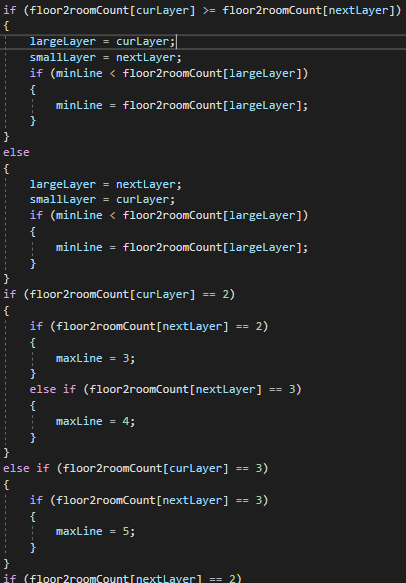 if (floor2roomCount[curLayer] >= floor2roomCount[nextLayer])
{
largeLayer = curLayer;
smallLayer = nextLayer;
if (minLine < floor2roomCount[largeLayer])
{
minLine = floor2roomCount[largeLayer];
}
}
else
{
largeLayer = nextLayer;
smallLayer = curLayer;
if (minLine < floor2roomCount[largeLayer])
{
minLine = floor2roomCount[largeLayer];
}
}
if (floor2roomCount[curLayer] == 2)
{
if (floor2roomCount[nextLayer] == 2)
{
maxLine = 3;
}
else if (floor2roomCount[nextLayer] == 3)
{
maxLine = 4;
}
}
else if (floor2roomCount[curLayer] == 3)
{
if (floor2roomCount[nextLayer] == 3)
{
maxLine = 5;
}
}
if (floor2roomCount[nextLayer] == 2)